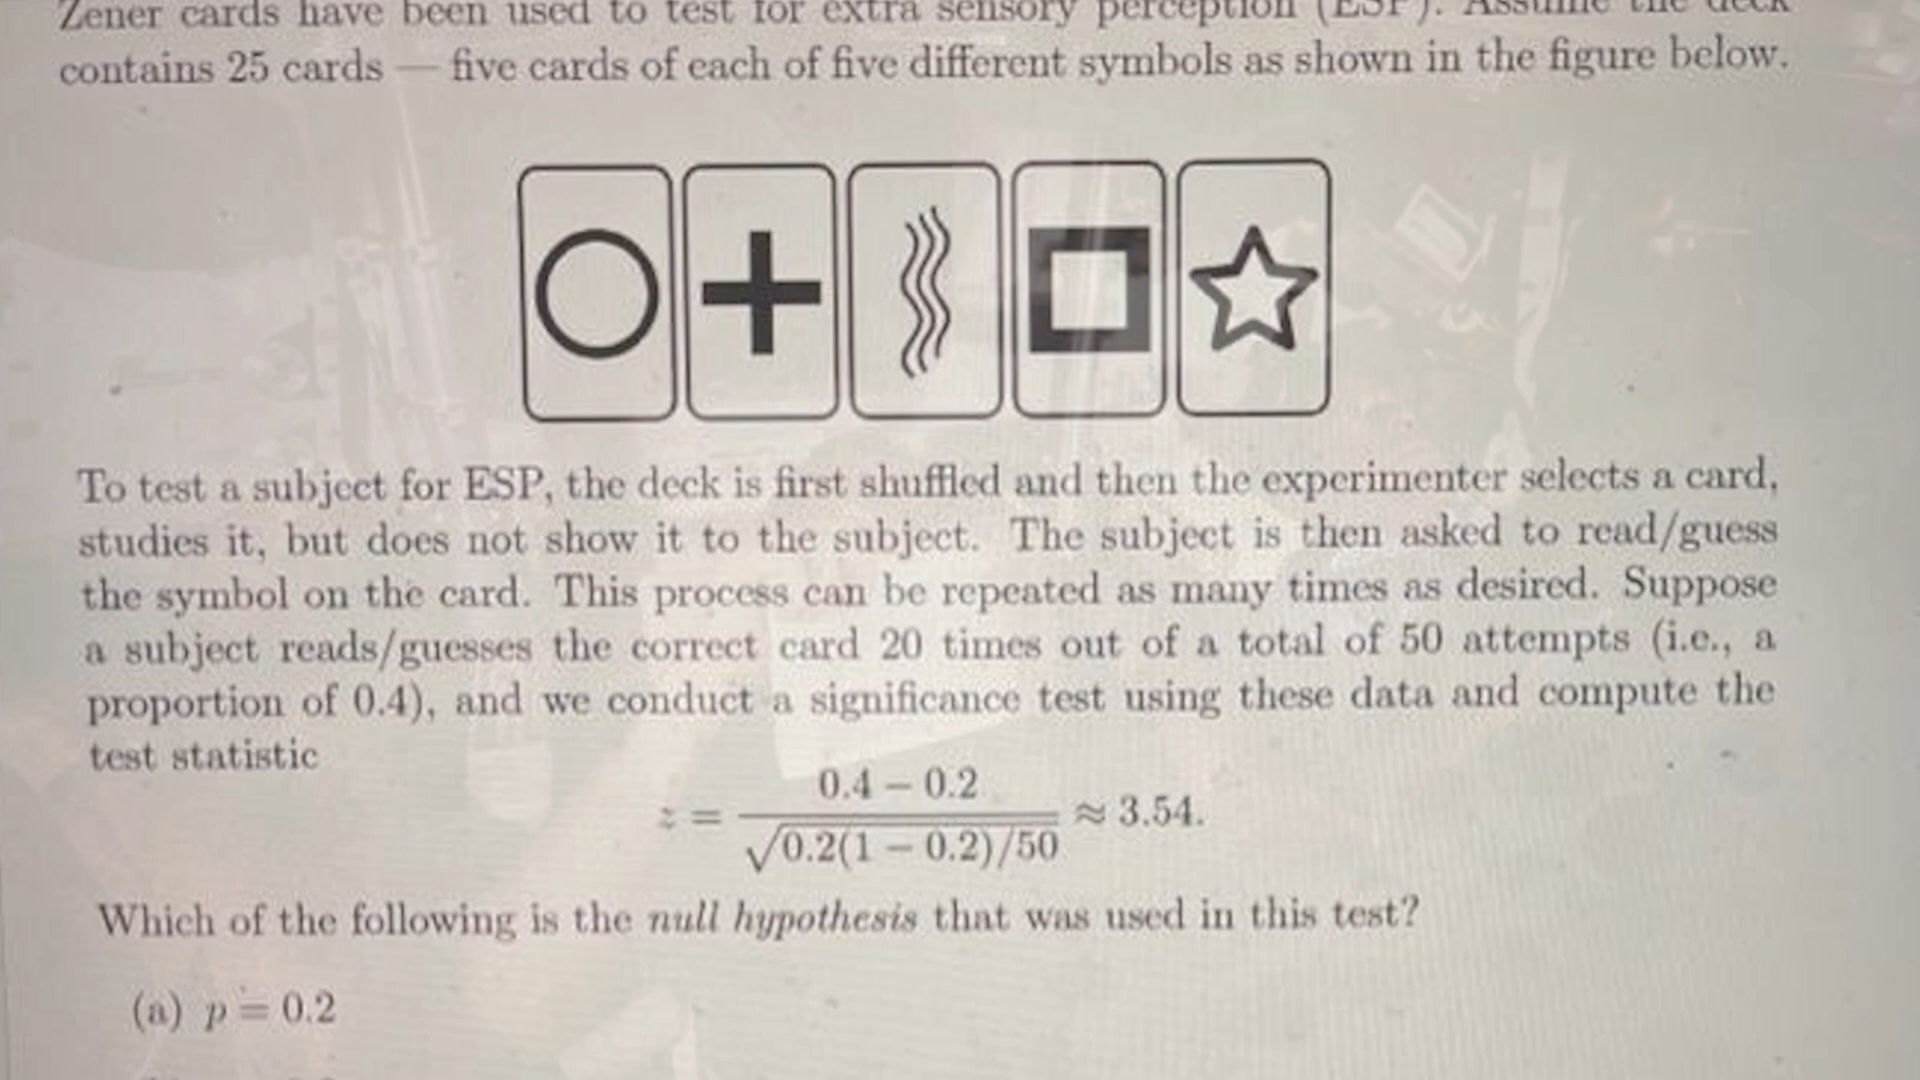 Zener cards have been used to test for extra sensory perception (ESP). Assume the deck
contains 25 cards — five cards of each of five different symbols as shown in the figure below.
To test a subject for ESP, the deck is first shuffled and then the experimenter selects a card,
studies it, but does not show it to the subject. The subject is then asked to read/guess
the symbol on the card. This process can be repeated as many times as desired. Suppose
a subject reads/guesses the correct card 20 times out of a total of 50 attempts (i.e., a
proportion of 0.4), and we conduct a significance test using these data and compute the
test statistic
z = (0.4 − 0.2) / √0.2(1 − 0.2)/50 ≈ 3.54.
Which of the following is the null hypothesis that was used in this test?
(a) p = 0.2